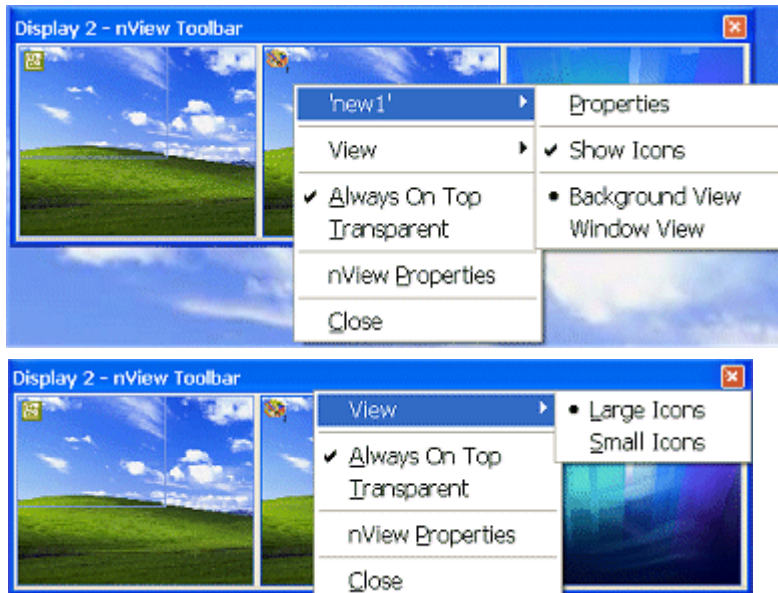 Display 2 - nView Toolbar
'new1'
Properties
View
Show Icons
Always On Top
Background View
Transparent
Window View
nView Properties
Close
Display 2 - nView Toolbar
View
Large Icons
Small Icons
Always On Top
Transparent
nView Properties
Close